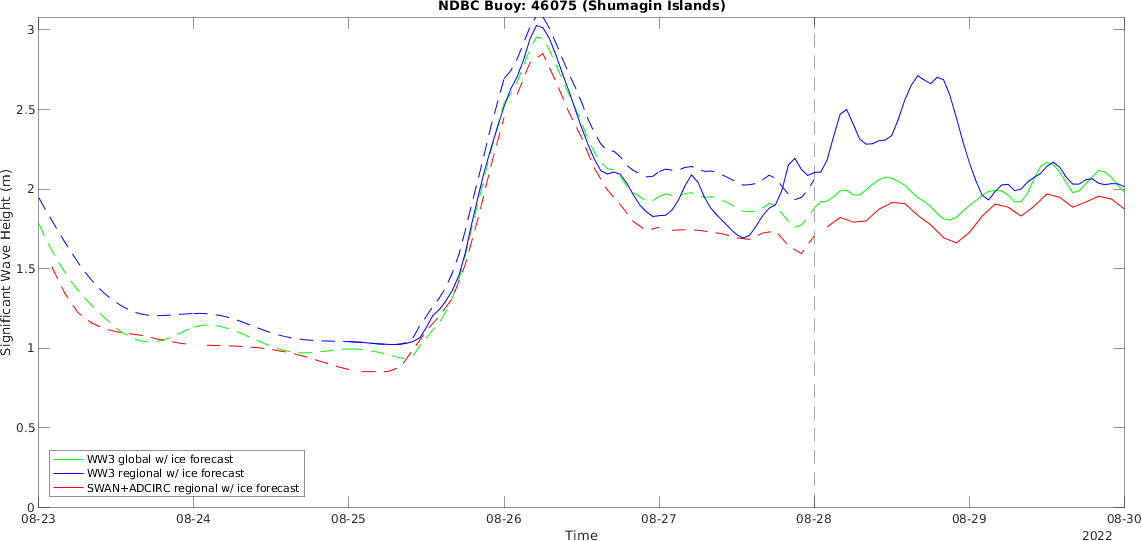 NDBC Buoy: 46075 (Shumagin Islands)
Significant Wave Height (m)
3
2.5
2
1.5
1
0.5
0
WW3 global w/ ice forecast
WW3 regional w/ ice forecast
SWAN+ADCIRC regional w/ ice forecast
08-23 08-24 08-25 08-26 08-27 08-28 08-29 08-30
Time
2022